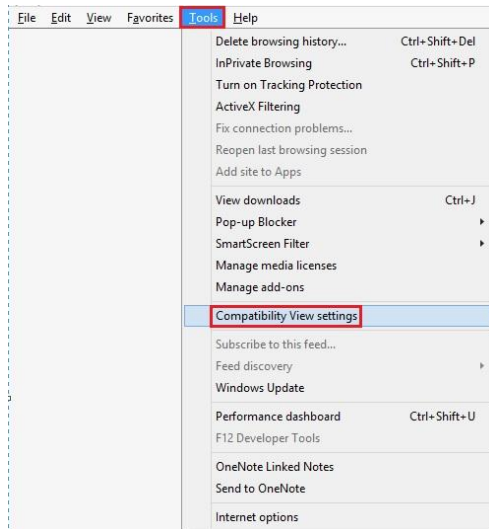 File Edit View Favorites Tools Help
Delete browsing history... Ctrl+Shift+Del
InPrivate Browsing Ctrl+Shift+P
Turn on Tracking Protection
ActiveX Filtering
Fix connection problems...
Reopen last browsing session
Add site to Apps
View downloads Ctrl+J
Pop-up Blocker
SmartScreen Filter
Manage media licenses
Manage add-ons
Compatibility View settings
Subscribe to this feed...
Feed discovery
Windows Update
Performance dashboard Ctrl+Shift+U
F12 Developer Tools
OneNote Linked Notes
Send to OneNote
Internet options